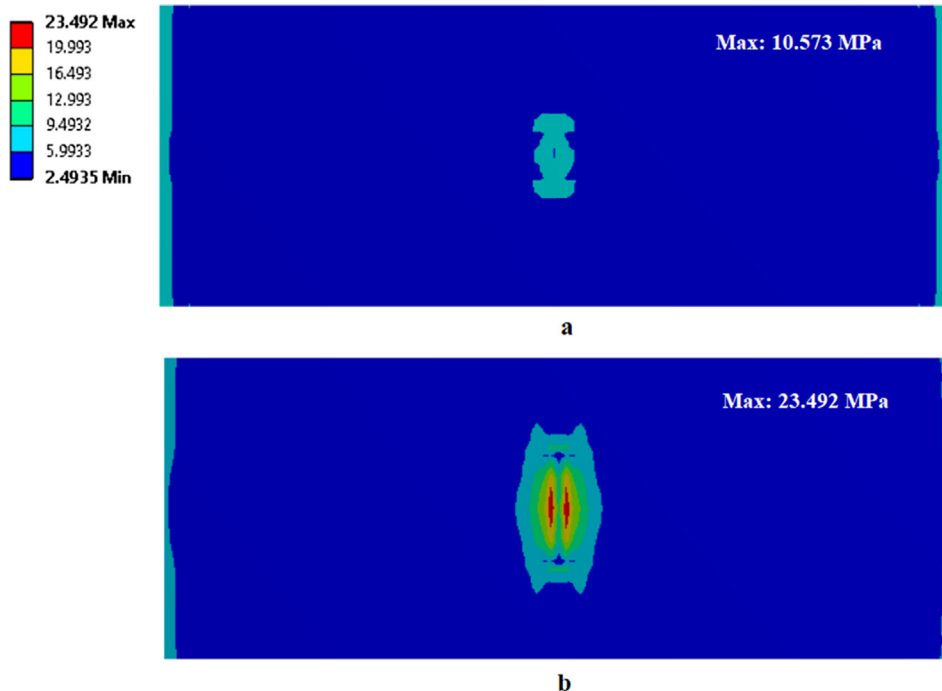 23.492 Max
19.993
16.493
12.993
9.4932
5.9933
2.4935 Min
Max: 10.573 MPa
a
Max: 23.492 MPa
b